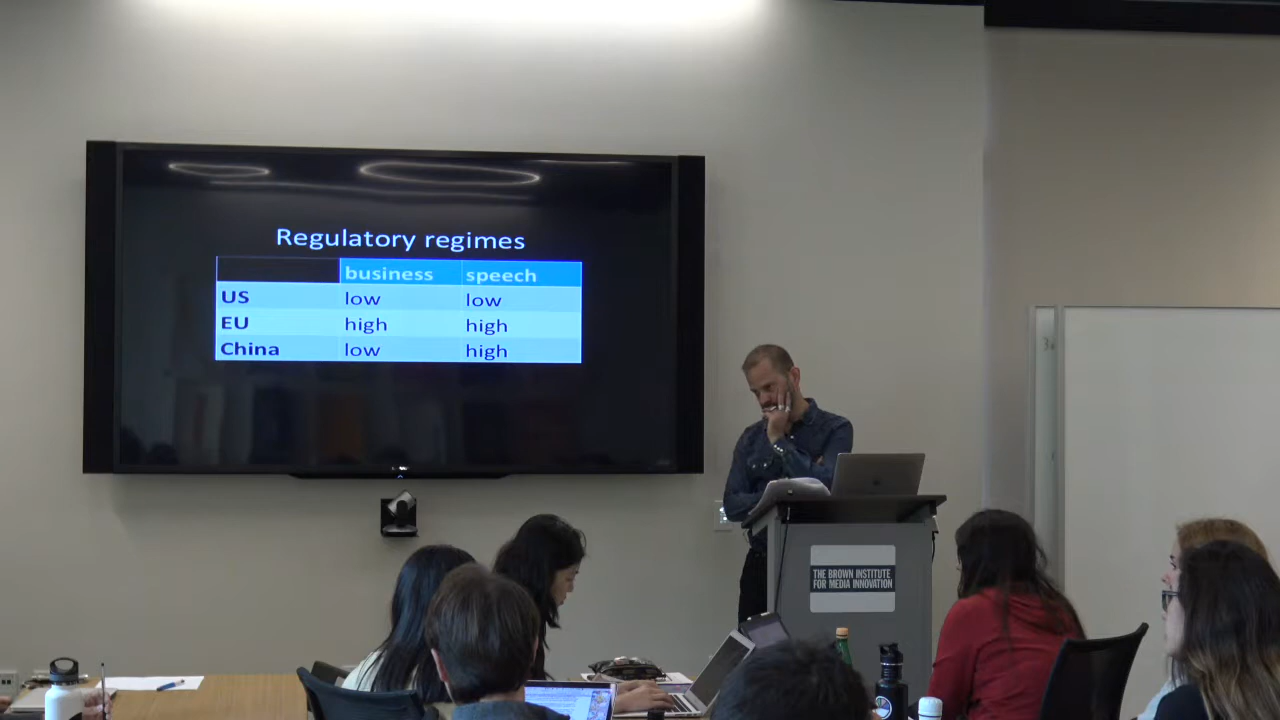 Regulatory regimes
business speech
US low low
EU high high
China low high
THE BROWN INSTITUTE
FOR MEDIA INNOVATION